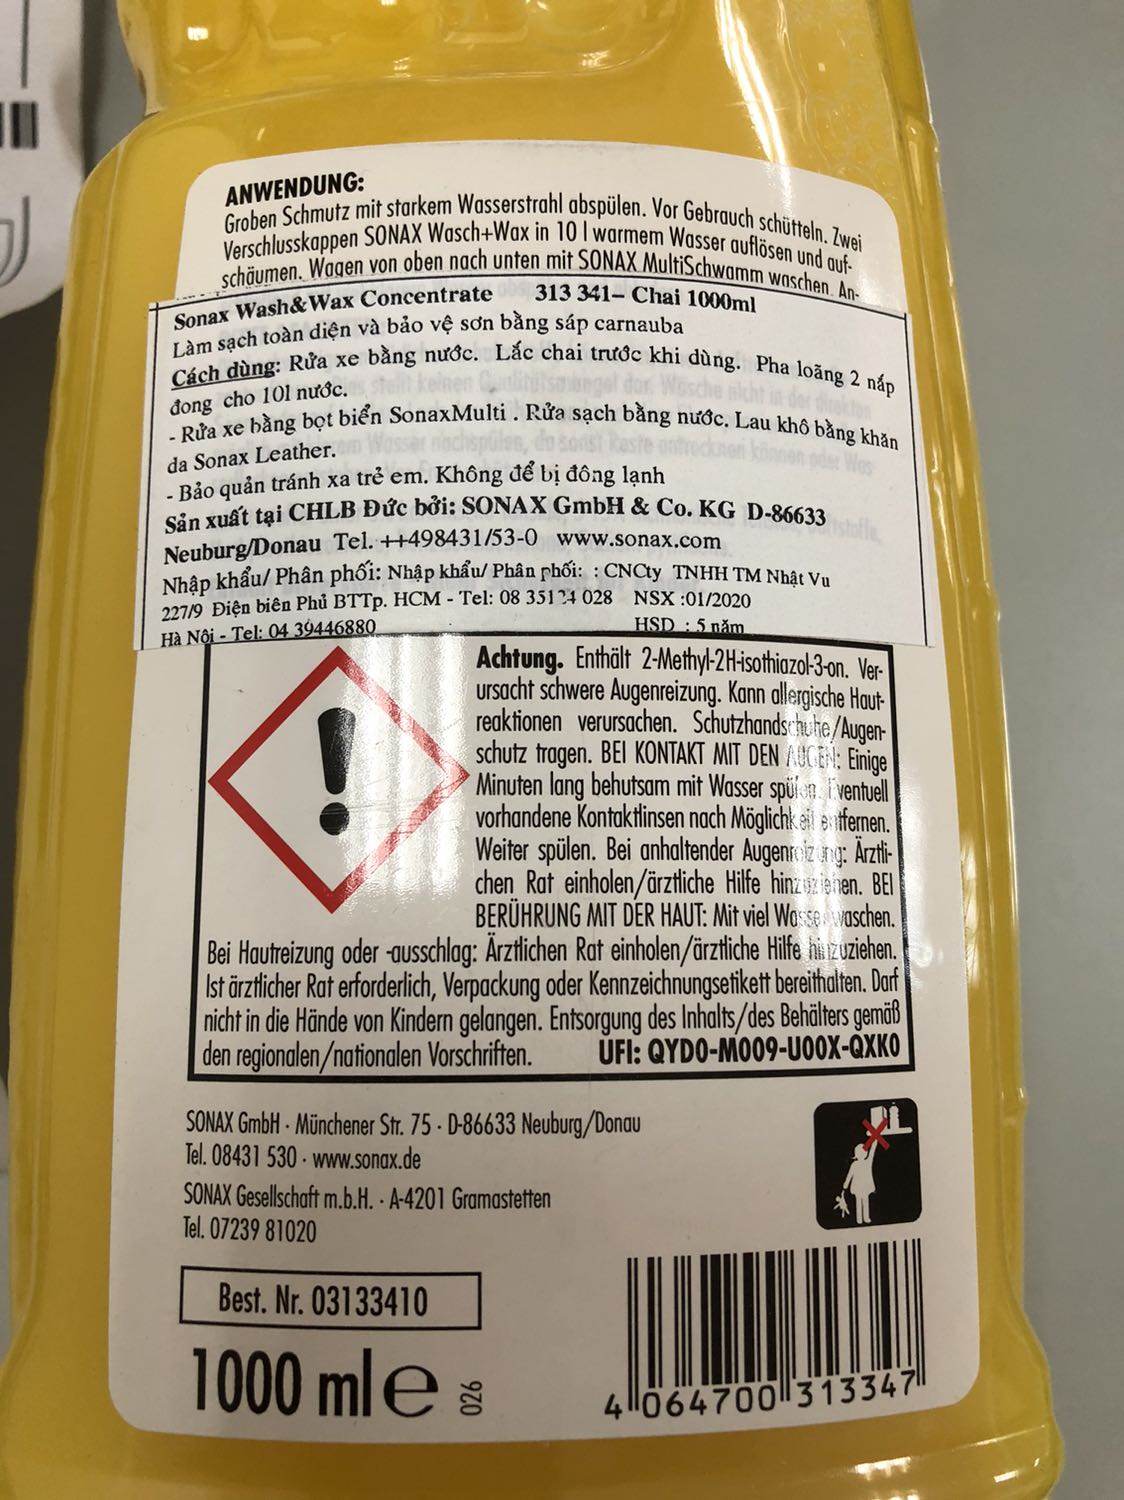 ANWENDUNG:
Groben Schmutz mit starkem Wasserstrahl abspülen. Vor Gebrauch schütteln. Zwei
Verschlusskappen SONAX Wasch+Wax in 10 l warmem Wasser auflösen und auf-
schäumen. Wagen von oben nach unten mit SONAX MultiSchwamm waschen. An-
Sonax Wash&Wax Concentrate 313 341– Chai 1000ml
Làm sạch toàn diện và bảo vệ sơn bằng sáp carnauba
Cách dùng: Rửa xe bằng nước. Lắc chai trước khi dùng. Pha loãng 2 nắp
đong cho 10l nước.
- Rửa xe bằng bọt biển SonaxMulti . Rửa sạch bằng nước. Lau khô bằng khăn
da Sonax Leather.
- Bảo quản tránh xa trẻ em. Không để bị đông lạnh
Sản xuất tại CHLB Đức bởi: SONAX GmbH & Co. KG D-86633
Neuburg/Donau Tel. ++498431/53-0 www.sonax.com
Nhập khẩu/ Phân phối: Nhập khẩu/ Phân phối: : CNCty TNHH TM Nhật Vu
227/9 Điện biên Phủ BTTp. HCM - Tel: 08 028 NSX :01/2020
Hà Nôi - Tel: 04 39446880 HSD : 5 năm
Achtung. Enthält 2-Methyl-2H-isothiazol-3-on. Ver-
ursacht schwere Augenreizung. Kann allergische Haut-
reaktionen verursachen. Schutzhandschuhe/Augen-
schutz tragen. BEI KONTAKT MIT DEN AUGEN: Einige
Minuten lang behutsam mit Wasser spülen. Eventuell
vorhandene Kontaktlinsen nach Möglichkeit entfernen.
Weiter spülen. Bei anhaltender Augenreizung: Ärztli-
chen Rat einholen/ärztliche Hilfe hinzuziehen. BEI
BERÜHRUNG MIT DER HAUT: Mit viel Wasser waschen.
Bei Hautreizung oder -ausschlag: Ärztlichen Rat einholen/ärztliche Hilfe hinzuziehen.
Ist ärztlicher Rat erforderlich, Verpackung oder Kennzeichnungsetikett bereithalten. Darf
nicht in die Hände von Kindern gelangen. Entsorgung des Inhalts/des Behälters gemäß
den regionalen/nationalen Vorschriften. UFI: QYD0-M009-U00X-QXK0
SONAX GmbH · Münchener Str. 75 · D-86633 Neuburg/Donau
Tel. 08431 530 · www.sonax.de
SONAX Gesellschaft m.b.H. · A-4201 Gramastetten
Tel. 07239 81020
Best. Nr. 03133410
1000 ml e 026
4 064700 313347